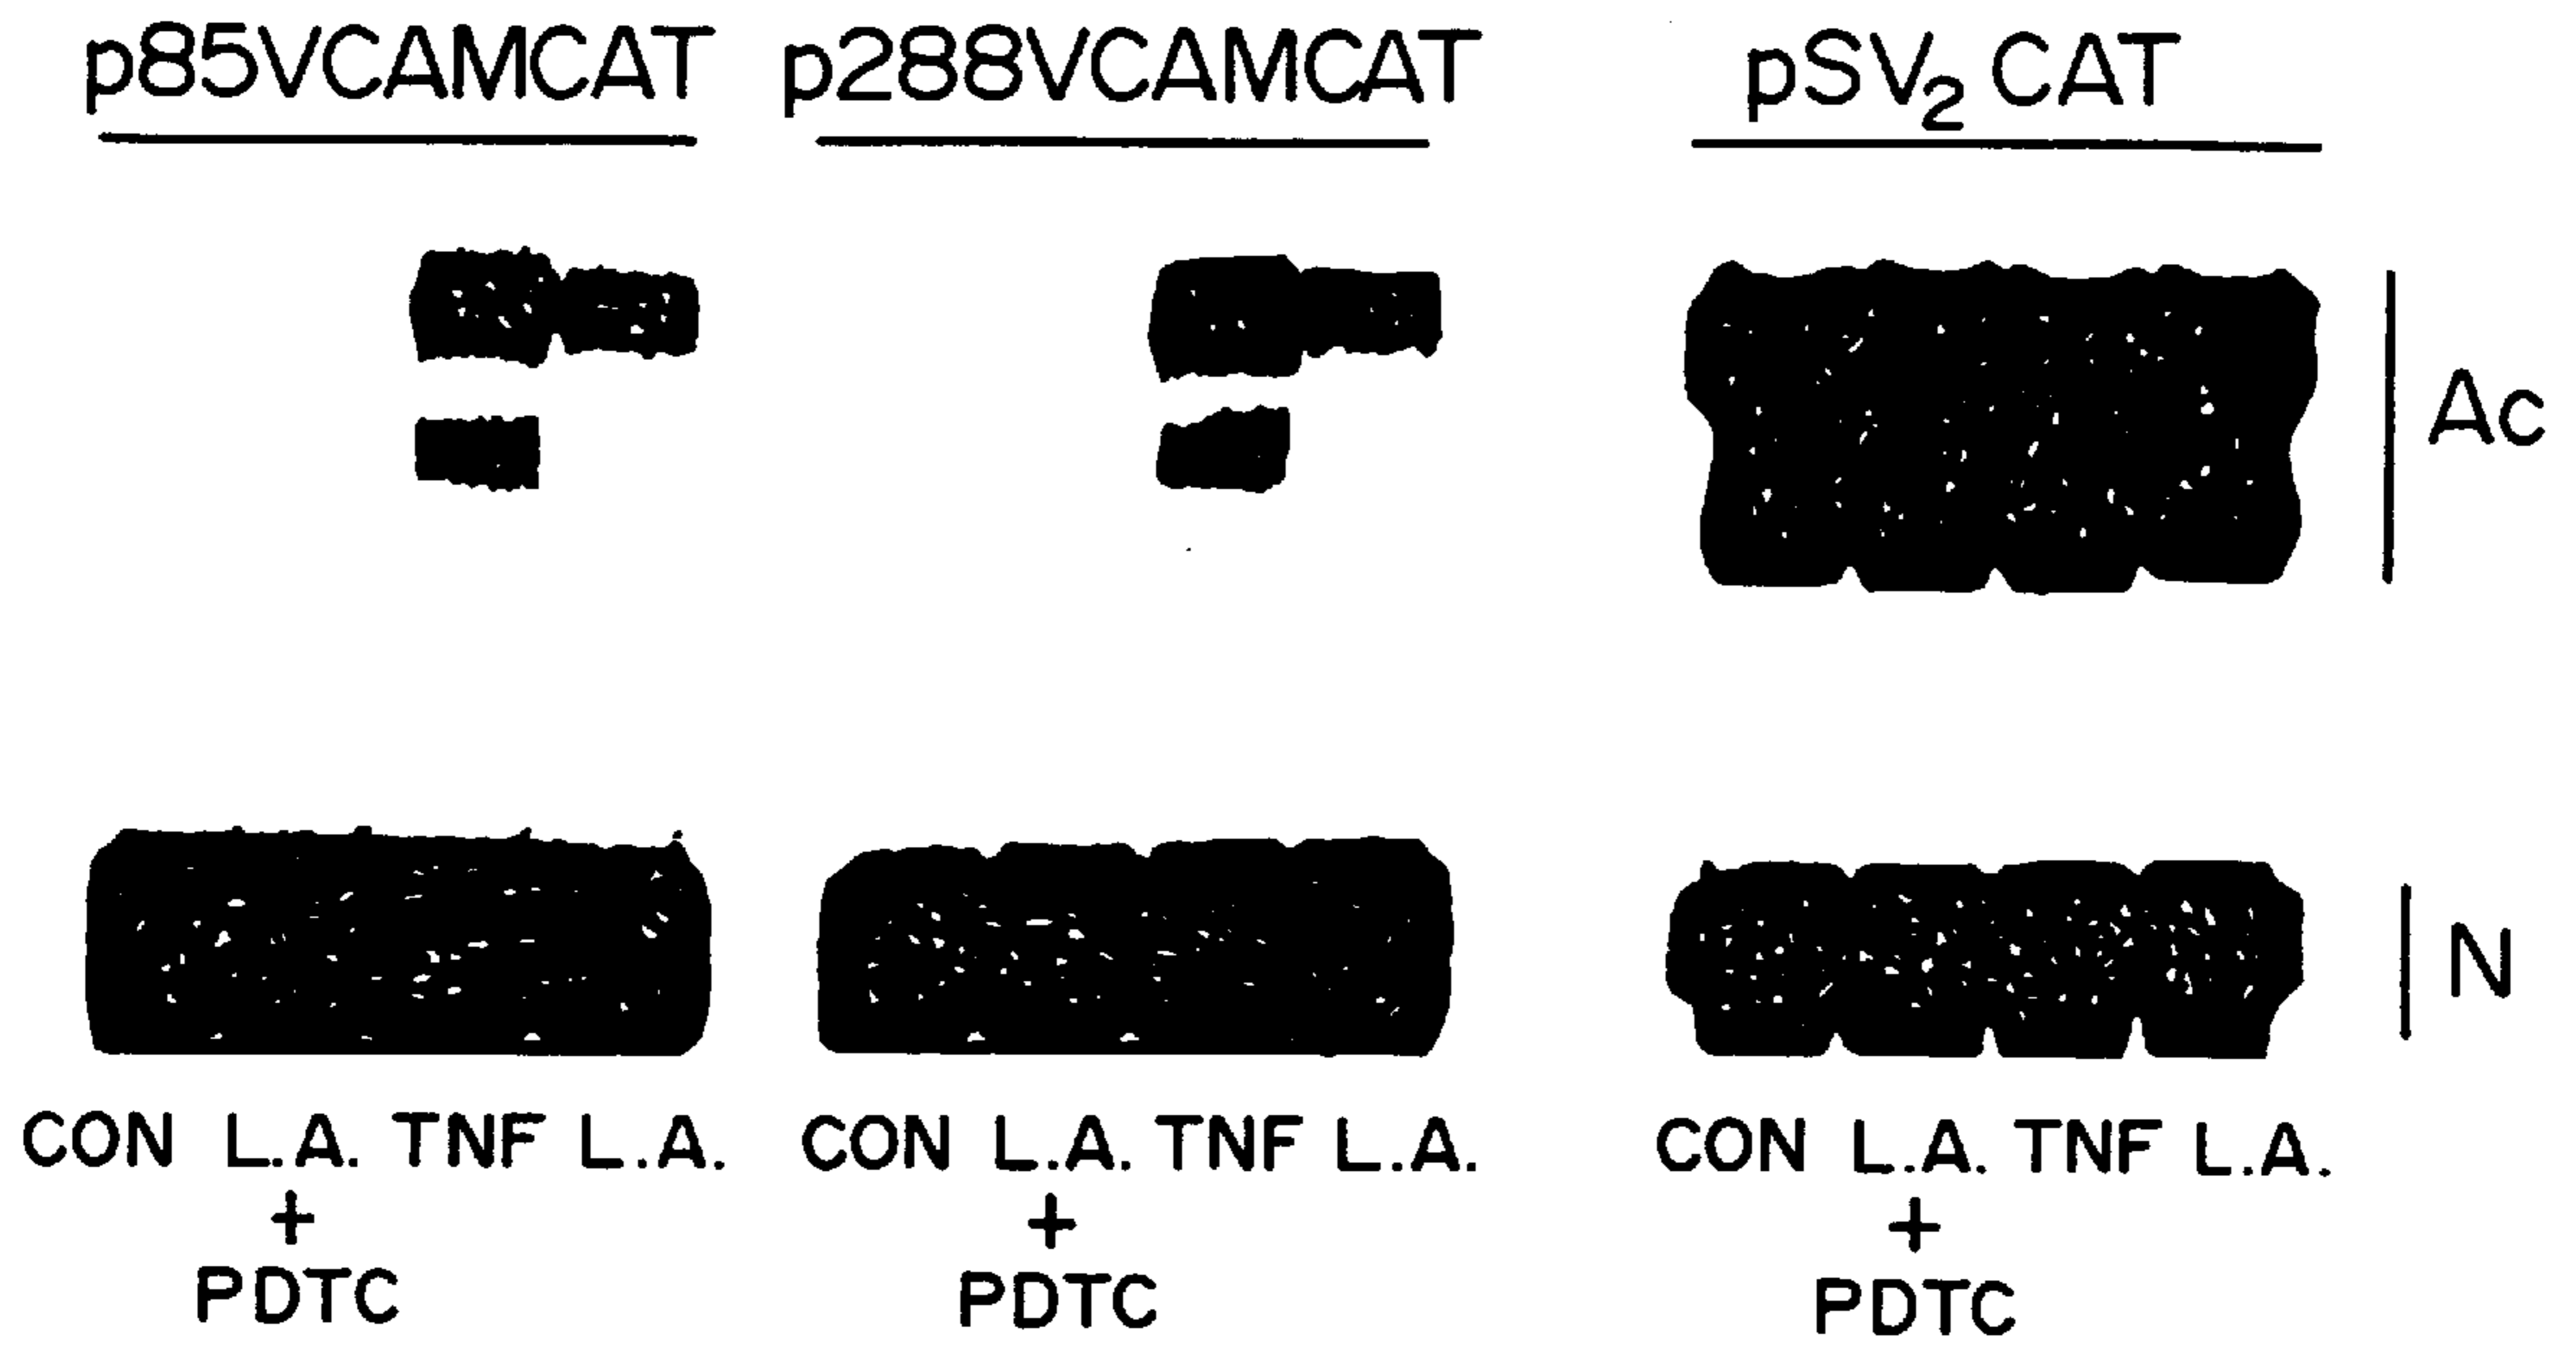 p85VCAMCAT p288VCAMCAT pSV₂ CAT
Ac
N
CON L.A. TNF L.A. CON L.A. TNF L.A. CON L.A. TNF L.A.
+ + +
PDTC PDTC PDTC